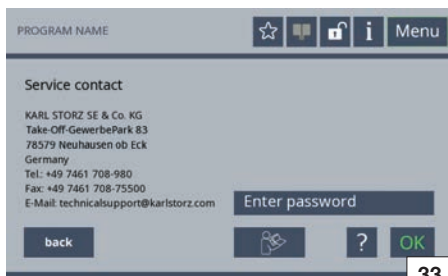 PROGRAM NAME
i
Menu
Service contact
KARL STORZ SE & Co. KG
Take-Off-GewerbePark 83
78579 Neuhausen ob Eck
Germany
Tel.: +49 7461 708-980
Fax: +49 7461 708-75500
E-Mail: technicalsupport@karlstorz.com
Enter password
back
?
OK
33